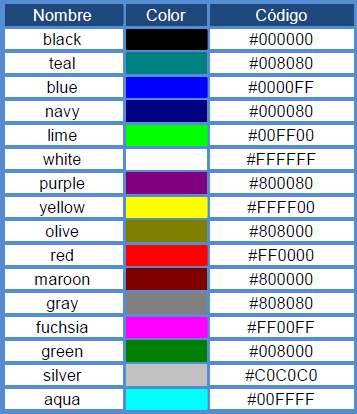 Nombre Color Código
black #000000
teal #008080
blue #0000FF
navy #000080
lime #00FF00
white #FFFFFF
purple #800080
yellow #FFFF00
olive #808000
red #FF0000
maroon #800000
gray #808080
fuchsia #FF00FF
green #008000
silver #C0C0C0
aqua #00FFFF